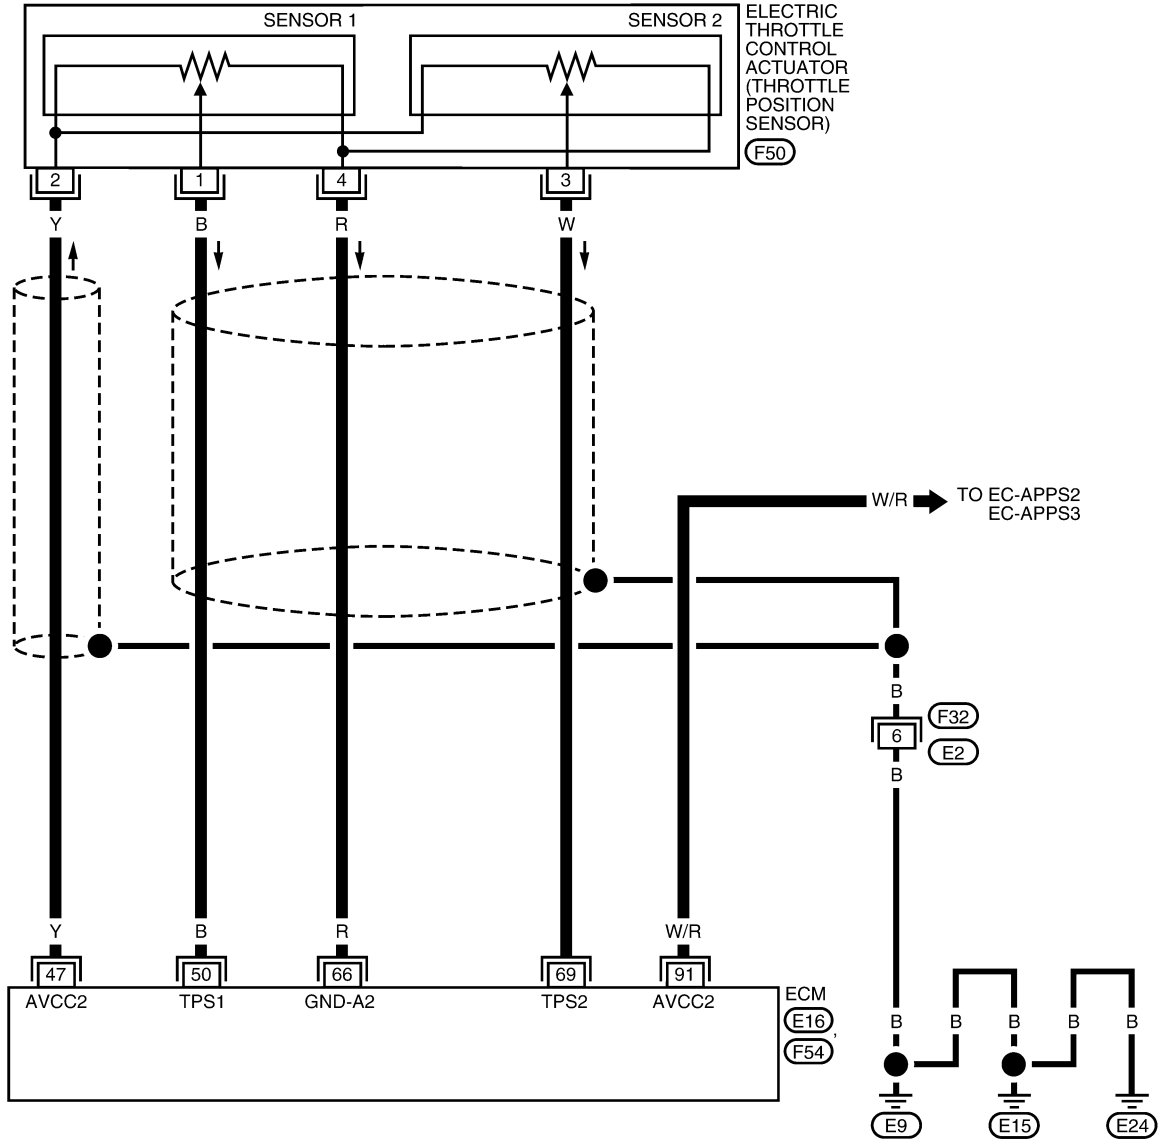 SENSOR 1
SENSOR 2
ELECTRIC
THROTTLE
CONTROL
ACTUATOR
(THROTTLE
POSITION
SENSOR)
F50
2 1 4 3
Y B R W
W/R
TO EC-APPS2
EC-APPS3
B
F32
6
E2
B
Y B R W/R
47 50 66 69 91
AVCC2 TPS1 GND-A2 TPS2 AVCC2
ECM
E16 ,
F54
B B B B B
E9 E15 E24